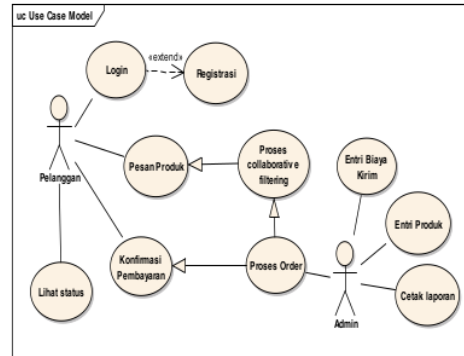 uc Use Case Model
Login
«extend»
Registrasi
Pelanggan
Pesan Produk
Proses
collaborative
filtering
Entri Biaya
Kirim
Entri Produk
Konfirmasi
Pembayaran
Proses Order
Lihat status
Admin
Cetak laporan